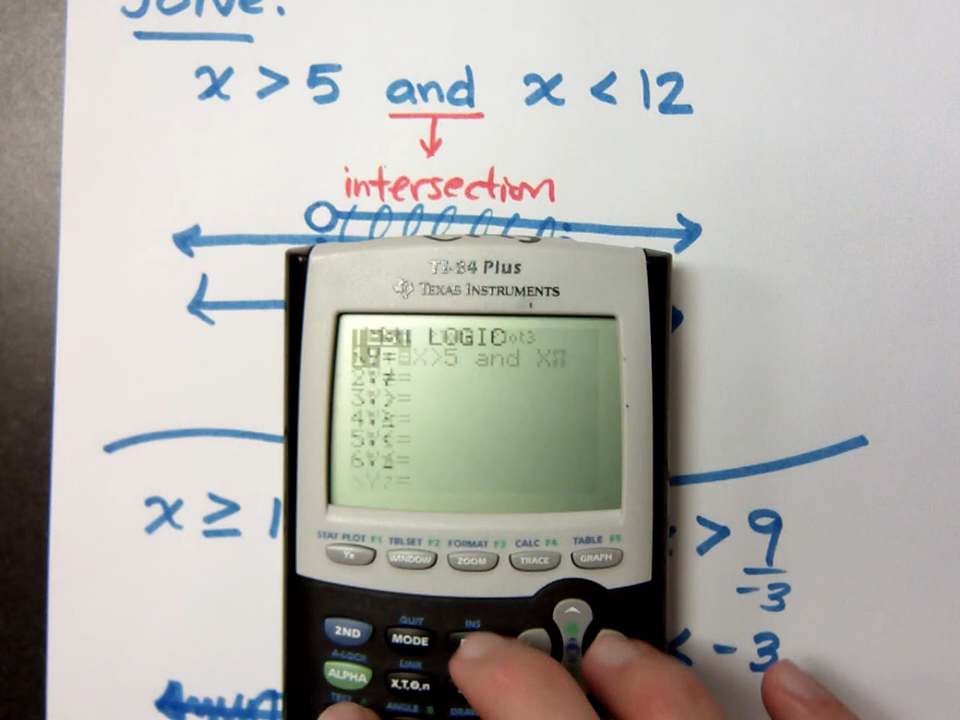 Solve:
x > 5 and x < 12
intersection
TI-84 Plus
TEXAS INSTRUMENTS
LOGIC
X>5 and X
STAT PLOT F1 TBLSET F2 FORMAT F3 CALC F4 TABLE F5
Y= WINDOW ZOOM TRACE GRAPH
x ≥ 1
> 9
-3
QUIT INS
2ND MODE
< -3
A-LOCK LINK
ALPHA X,T,Θ,n
ANGLE B